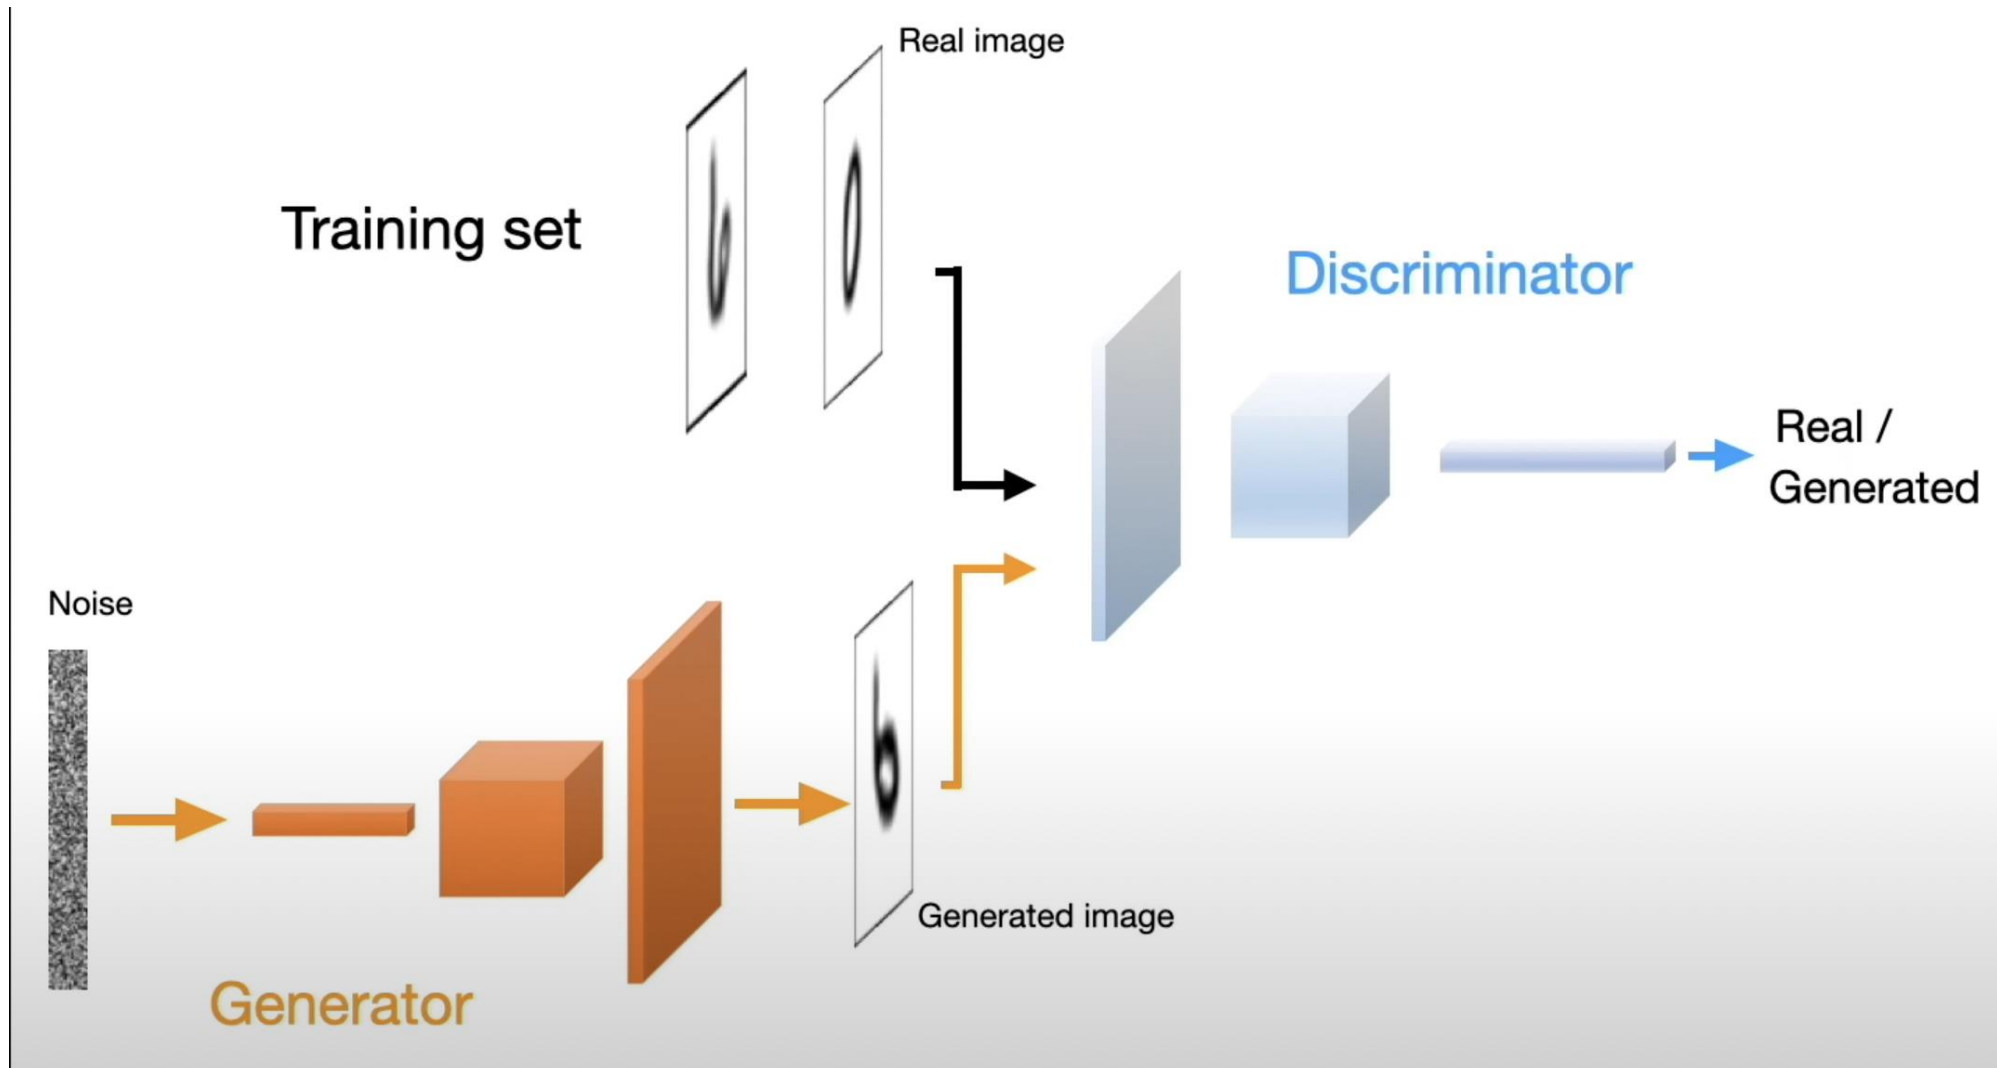 Real image
Training set
Discriminator
Real /
Generated
Noise
Generated image
Generator